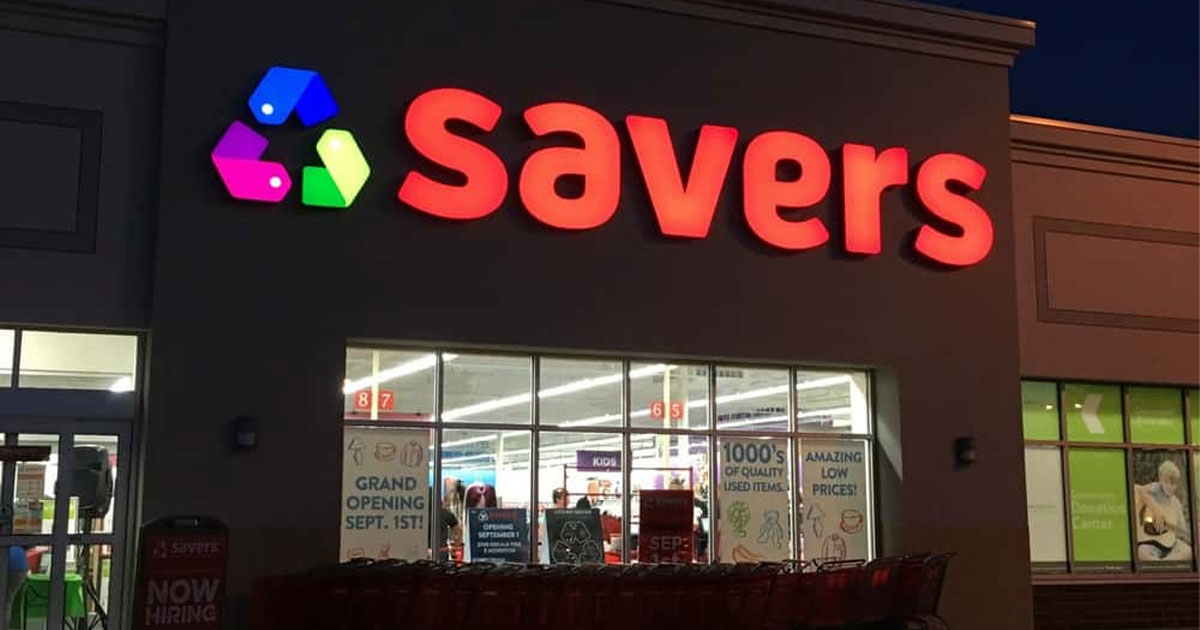 savers
8 7
6 5
KIDS
GRAND
OPENING
SEPT. 1ST!
1000's
OF QUALITY
USED ITEMS.
AMAZING
LOW
PRICES!
OPENING
SEPTEMBER 1
SEPT
savers
NOW
HIRING
Donation
Center